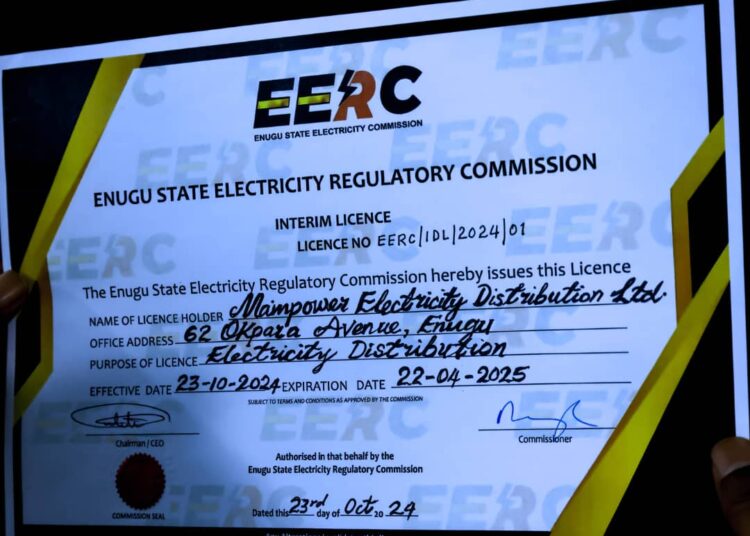 EERC
ENUGU STATE ELECTRICITY COMMISSION
ENUGU STATE ELECTRICITY REGULATORY COMMISSION
INTERIM LICENCE
LICENCE NO EERC/IDL/2024/01
The Enugu State Electricity Regulatory Commission hereby issues this Licence
NAME OF LICENCE HOLDER Mainpower Electricity Distribution Ltd.
OFFICE ADDRESS 62 Okpara Avenue, Enugu
PURPOSE OF LICENCE Electricity Distribution
EFFECTIVE DATE 23-10-2024 EXPIRATION DATE 22-04-2025
SUBJECT TO TERMS AND CONDITIONS AS APPROVED BY THE COMMISSION
Chairman / CEO
Commissioner
Authorised in that behalf by the
Enugu State Electricity Regulatory Commission
COMMISSION SEAL
Dated this 23rd day of Oct. 20 24